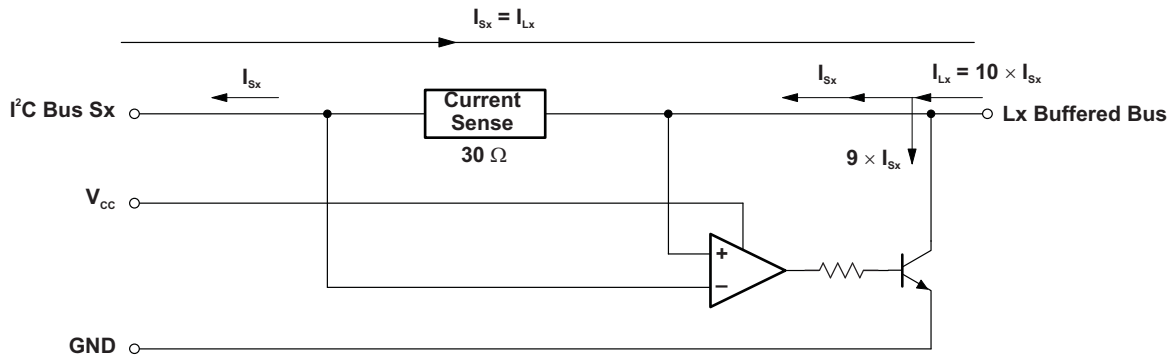 I_Sx = I_Lx
I_Sx
I_Sx
I_Lx = 10 × I_Sx
I²C Bus Sx
Current
Sense
Lx Buffered Bus
30 Ω
9 × I_Sx
V_CC
+
−
GND